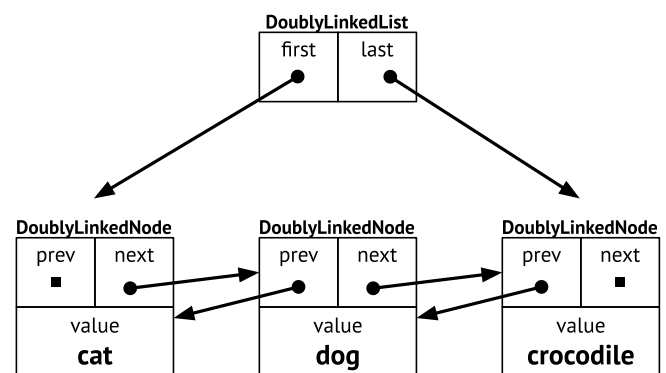 DoublyLinkedList
first last
DoublyLinkedNode DoublyLinkedNode DoublyLinkedNode
prev next prev next prev next
value value value
cat dog crocodile